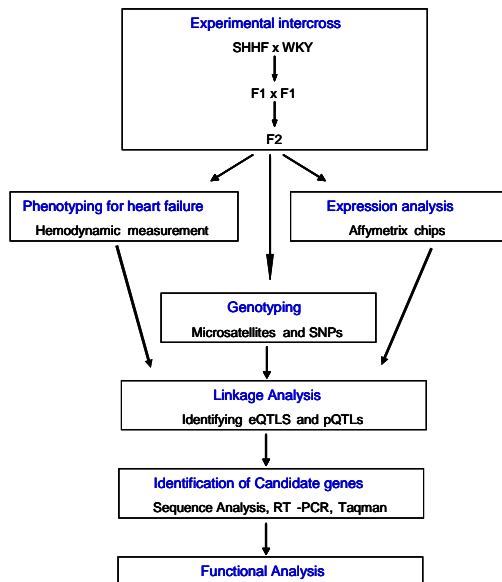 Experimental intercross
SHHF x WKY
F1 x F1
F2
Phenotyping for heart failure
Hemodynamic measurement
Expression analysis
Affymetrix chips
Genotyping
Microsatellites and SNPs
Linkage Analysis
Identifying eQTLS and pQTLs
Identification of Candidate genes
Sequence Analysis, RT -PCR, Taqman
Functional Analysis